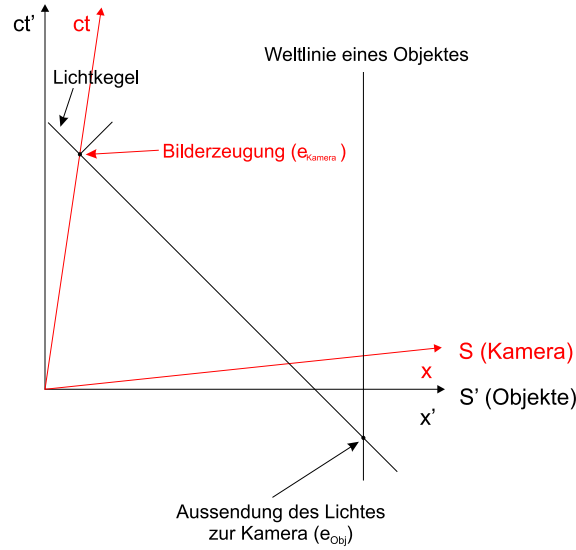 ct’
ct
Weltlinie eines Objektes
Lichtkegel
Bilderzeugung (eKamera )
S (Kamera)
x
S’ (Objekte)
x’
Aussendung des Lichtes
zur Kamera (eObj)